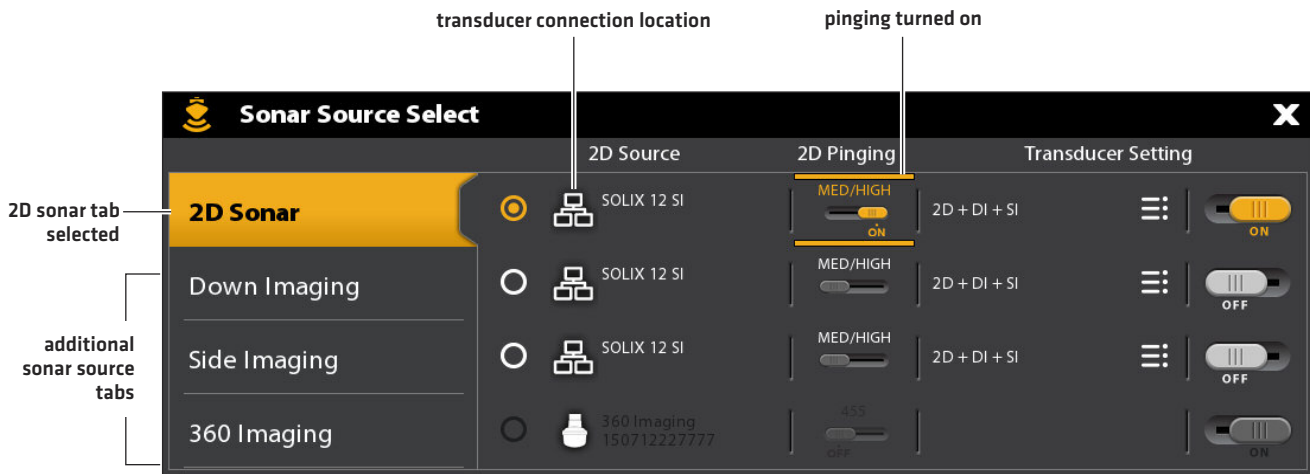 transducer connection location
pinging turned on
Sonar Source Select
X
2D Source
2D Pinging
Transducer Setting
2D sonar tab
selected
2D Sonar
SOLIX 12 SI
MED/HIGH
ON
2D + DI + SI
ON
additional
sonar source
tabs
Down Imaging
SOLIX 12 SI
MED/HIGH
2D + DI + SI
OFF
Side Imaging
SOLIX 12 SI
MED/HIGH
2D + DI + SI
OFF
360 Imaging
360 Imaging
150712227777
455
OFF
ON